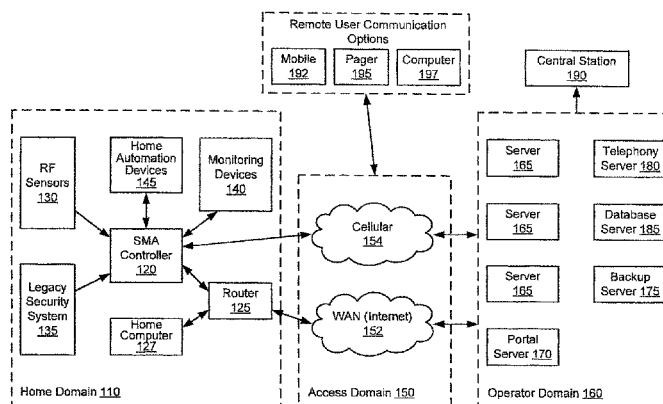 Remote User Communication
Options
Mobile
192
Pager
195
Computer
197
Central Station
190
RF
Sensors
130
Home
Automation
Devices
145
Monitoring
Devices
140
SMA
Controller
120
Legacy
Security
System
135
Home
Computer
127
Router
125
Home Domain 110
Cellular
154
WAN (Internet)
152
Access Domain 150
Server
165
Telephony
Server 180
Server
165
Database
Server
185
Server
165
Backup
Server 175
Portal
Server 170
Operator Domain 160